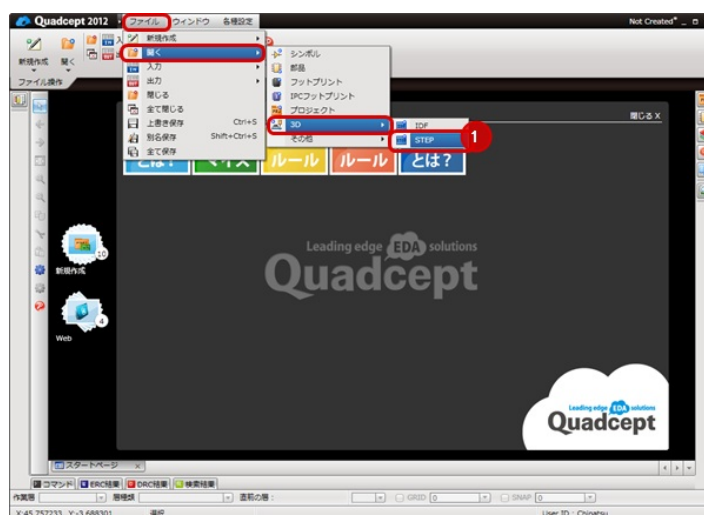 Quadcept 2012
ファイル ウィンドウ 各種設定
Not Created*
新規作成 開く
ファイル操作
新規作成
開く
入力
出力
閉じる
全て閉じる
上書き保存 Ctrl+S
別名保存 Shift+Ctrl+S
全て保存
シンボル
部品
フットプリント
IPCフットプリント
プロジェクト
3D
その他
IDF
STEP
1
閉じる X
とは？
ルール
ルール
とは？
Leading edge EDA solutions
Quadcept
10
新規作成
4
Web
Leading edge EDA solutions
Quadcept
スタートページ x
コマンド ERC結果 DRC結果 検索結果
作業層 層種類 直前の層 : GRID 0 SNAP 0
X:45.757233 Y:-3.688301 選択 User ID : Chinatsu